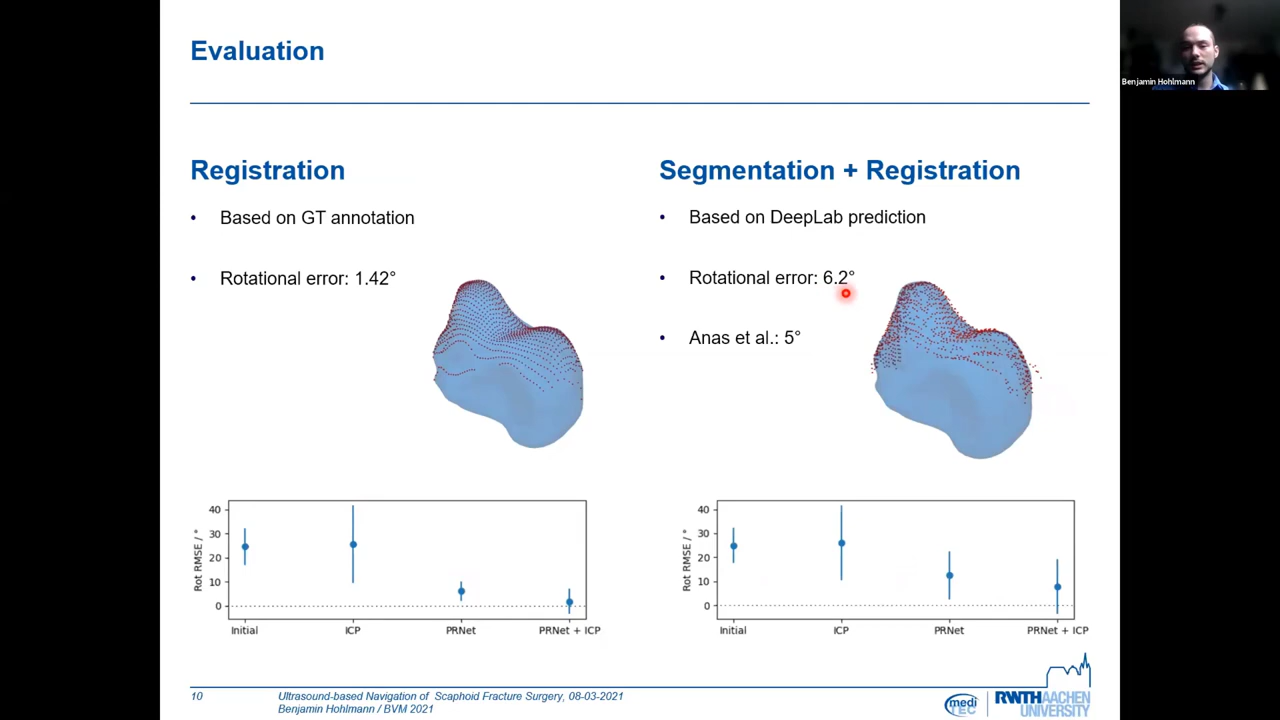 Evaluation
Benjamin Hohlmann
Registration
• Based on GT annotation
• Rotational error: 1.42°
Segmentation + Registration
• Based on DeepLab prediction
• Rotational error: 6.2°
• Anas et al.: 5°
Rot RMSE / °
40
30
20
10
0
Initial ICP PRNet PRNet + ICP
Rot RMSE / °
40
30
20
10
0
Initial ICP PRNet PRNet + ICP
10
Ultrasound-based Navigation of Scaphoid Fracture Surgery, 08-03-2021
Benjamin Hohlmann / BVM 2021
medi
TEC
RWTHAACHEN
UNIVERSITY